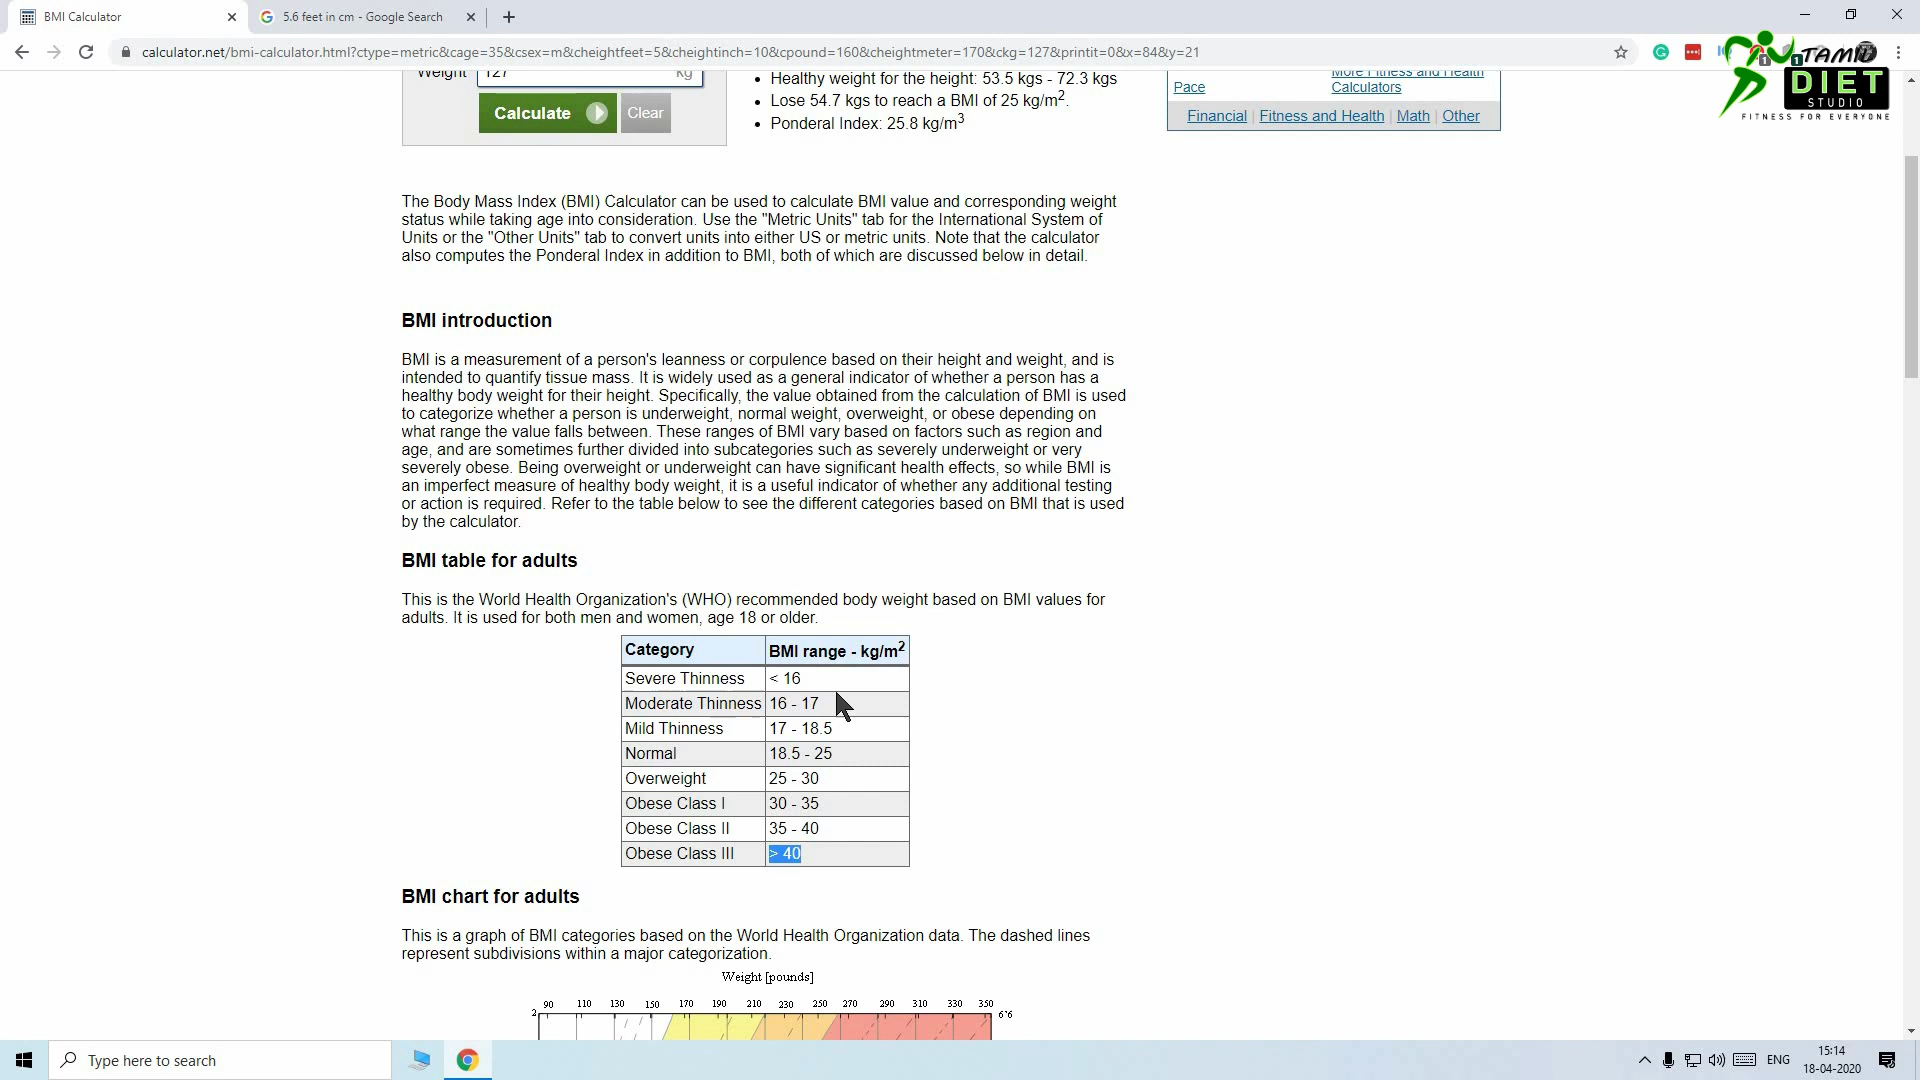 BMI Calculator
5.6 feet in cm - Google Search
calculator.net/bmi-calculator.html?ctype=metric&cage=35&csex=m&cheightfeet=5&cheightinch=10&cpound=160&cheightmeter=170&ckg=127&printit=0&x=84&y=21
TAMIL
DIET
STUDIO
FITNESS FOR EVERYONE
Weight 127 kg
Calculate
Clear
• Healthy weight for the height: 53.5 kgs - 72.3 kgs
• Lose 54.7 kgs to reach a BMI of 25 kg/m².
• Ponderal Index: 25.8 kg/m³
Pace
More Fitness and Health
Calculators
Financial | Fitness and Health | Math | Other
The Body Mass Index (BMI) Calculator can be used to calculate BMI value and corresponding weight
status while taking age into consideration. Use the "Metric Units" tab for the International System of
Units or the "Other Units" tab to convert units into either US or metric units. Note that the calculator
also computes the Ponderal Index in addition to BMI, both of which are discussed below in detail.
BMI introduction
BMI is a measurement of a person's leanness or corpulence based on their height and weight, and is
intended to quantify tissue mass. It is widely used as a general indicator of whether a person has a
healthy body weight for their height. Specifically, the value obtained from the calculation of BMI is used
to categorize whether a person is underweight, normal weight, overweight, or obese depending on
what range the value falls between. These ranges of BMI vary based on factors such as region and
age, and are sometimes further divided into subcategories such as severely underweight or very
severely obese. Being overweight or underweight can have significant health effects, so while BMI is
an imperfect measure of healthy body weight, it is a useful indicator of whether any additional testing
or action is required. Refer to the table below to see the different categories based on BMI that is used
by the calculator.
BMI table for adults
This is the World Health Organization's (WHO) recommended body weight based on BMI values for
adults. It is used for both men and women, age 18 or older.
Category BMI range - kg/m²
Severe Thinness < 16
Moderate Thinness 16 - 17
Mild Thinness 17 - 18.5
Normal 18.5 - 25
Overweight 25 - 30
Obese Class I 30 - 35
Obese Class II 35 - 40
Obese Class III > 40
BMI chart for adults
This is a graph of BMI categories based on the World Health Organization data. The dashed lines
represent subdivisions within a major categorization.
Weight [pounds]
90 110 130 150 170 190 210 230 250 270 290 310 330 350
2 6'6
Type here to search
ENG
15:14
18-04-2020